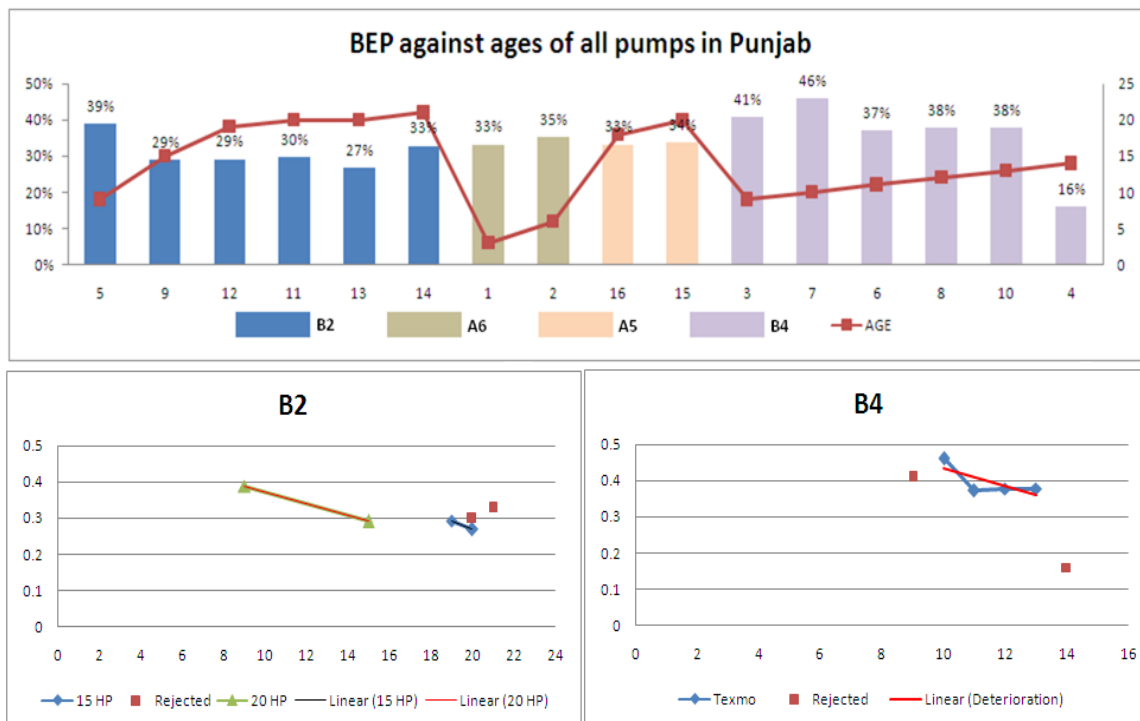 BEP against ages of all pumps in Punjab
50% 25
40% 20
30% 15
20% 10
10% 5
0% 0
39% 29% 29% 30% 27% 33% 33% 35% 33% 34% 41% 46% 37% 38% 38% 16%
5 9 12 11 13 14 1 2 16 15 3 7 6 8 10 4
B2 A6 A5 B4 AGE
B2
0.5
0.4
0.3
0.2
0.1
0
0 2 4 6 8 10 12 14 16 18 20 22 24
15 HP Rejected 20 HP Linear (15 HP) Linear (20 HP)
B4
0.5
0.4
0.3
0.2
0.1
0
0 2 4 6 8 10 12 14 16
Texmo Rejected Linear (Deterioration)